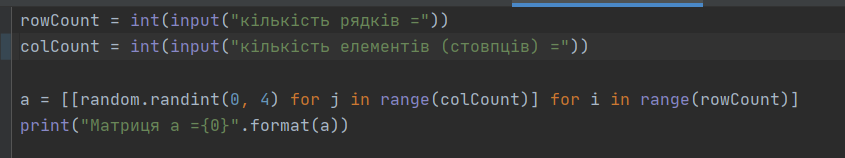 rowCount = int(input("кількість рядків ="))
colCount = int(input("кількість елементів (стовпців) ="))
a = [[random.randint(0, 4) for j in range(colCount)] for i in range(rowCount)]
print("Матриця а ={0}".format(a))